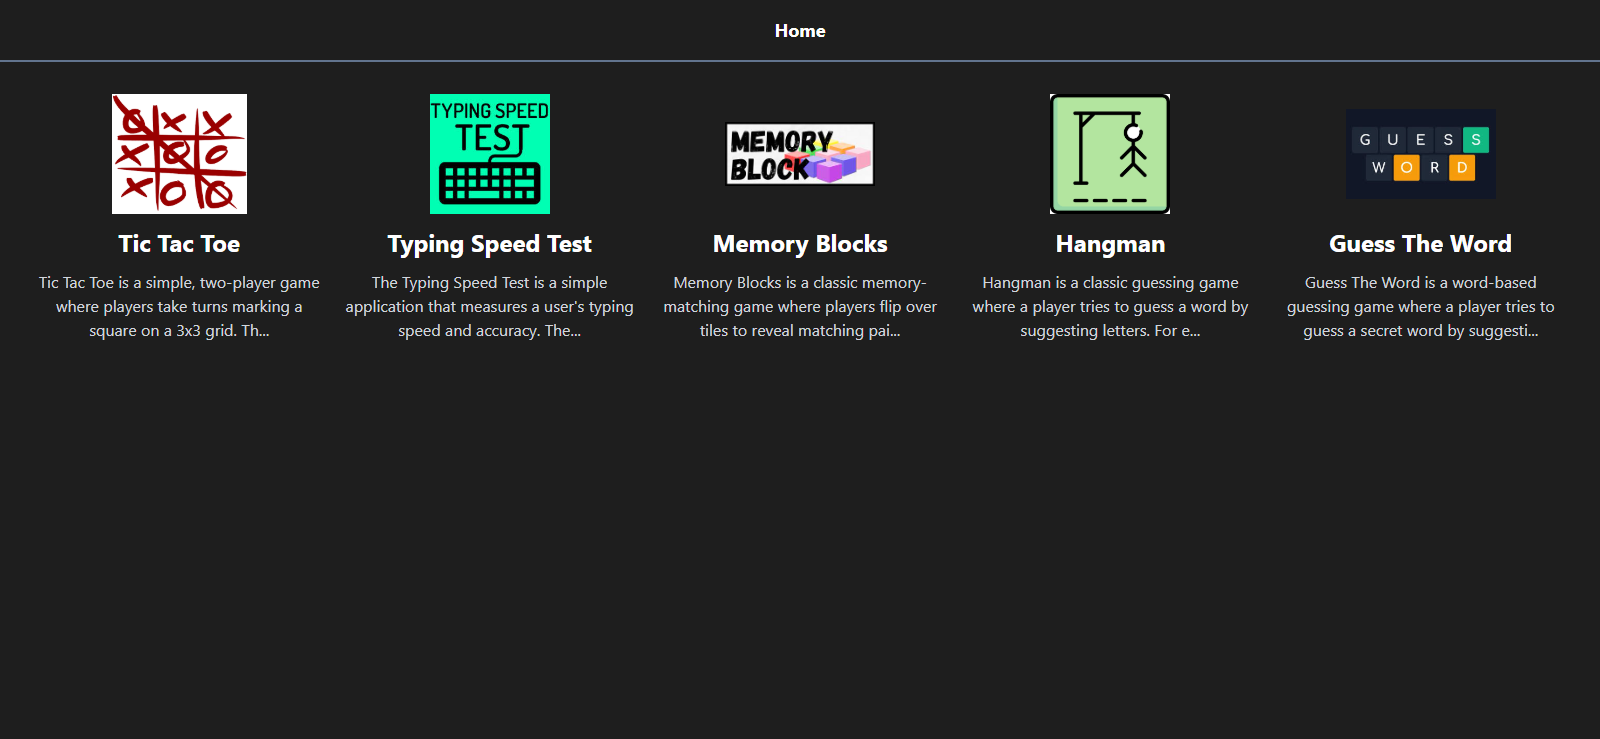 Home
TYPING SPEED
TEST
MEMORY
BLOCK
GUESS
WORD
Tic Tac Toe
Typing Speed Test
Memory Blocks
Hangman
Guess The Word
Tic Tac Toe is a simple, two-player game
where players take turns marking a
square on a 3x3 grid. Th...
The Typing Speed Test is a simple
application that measures a user's typing
speed and accuracy. The...
Memory Blocks is a classic memory-
matching game where players flip over
tiles to reveal matching pai...
Hangman is a classic guessing game
where a player tries to guess a word by
suggesting letters. For e...
Guess The Word is a word-based
guessing game where a player tries to
guess a secret word by suggesti...